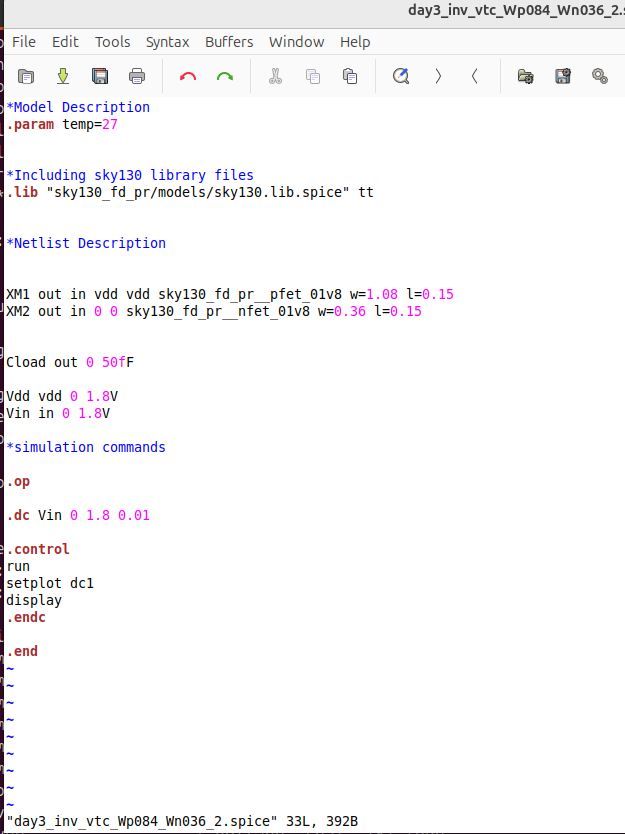 day3_inv_vtc_Wp084_Wn036_2.s
File Edit Tools Syntax Buffers Window Help
*Model Description
.param temp=27
*Including sky130 library files
.lib "sky130_fd_pr/models/sky130.lib.spice" tt
*Netlist Description
XM1 out in vdd vdd sky130_fd_pr__pfet_01v8 w=1.08 l=0.15
XM2 out in 0 0 sky130_fd_pr__nfet_01v8 w=0.36 l=0.15
Cload out 0 50fF
Vdd vdd 0 1.8V
Vin in 0 1.8V
*simulation commands
.op
.dc Vin 0 1.8 0.01
.control
run
setplot dc1
display
.endc
.end
~
~
~
~
~
~
~
~
~
"day3_inv_vtc_Wp084_Wn036_2.spice" 33L, 392B